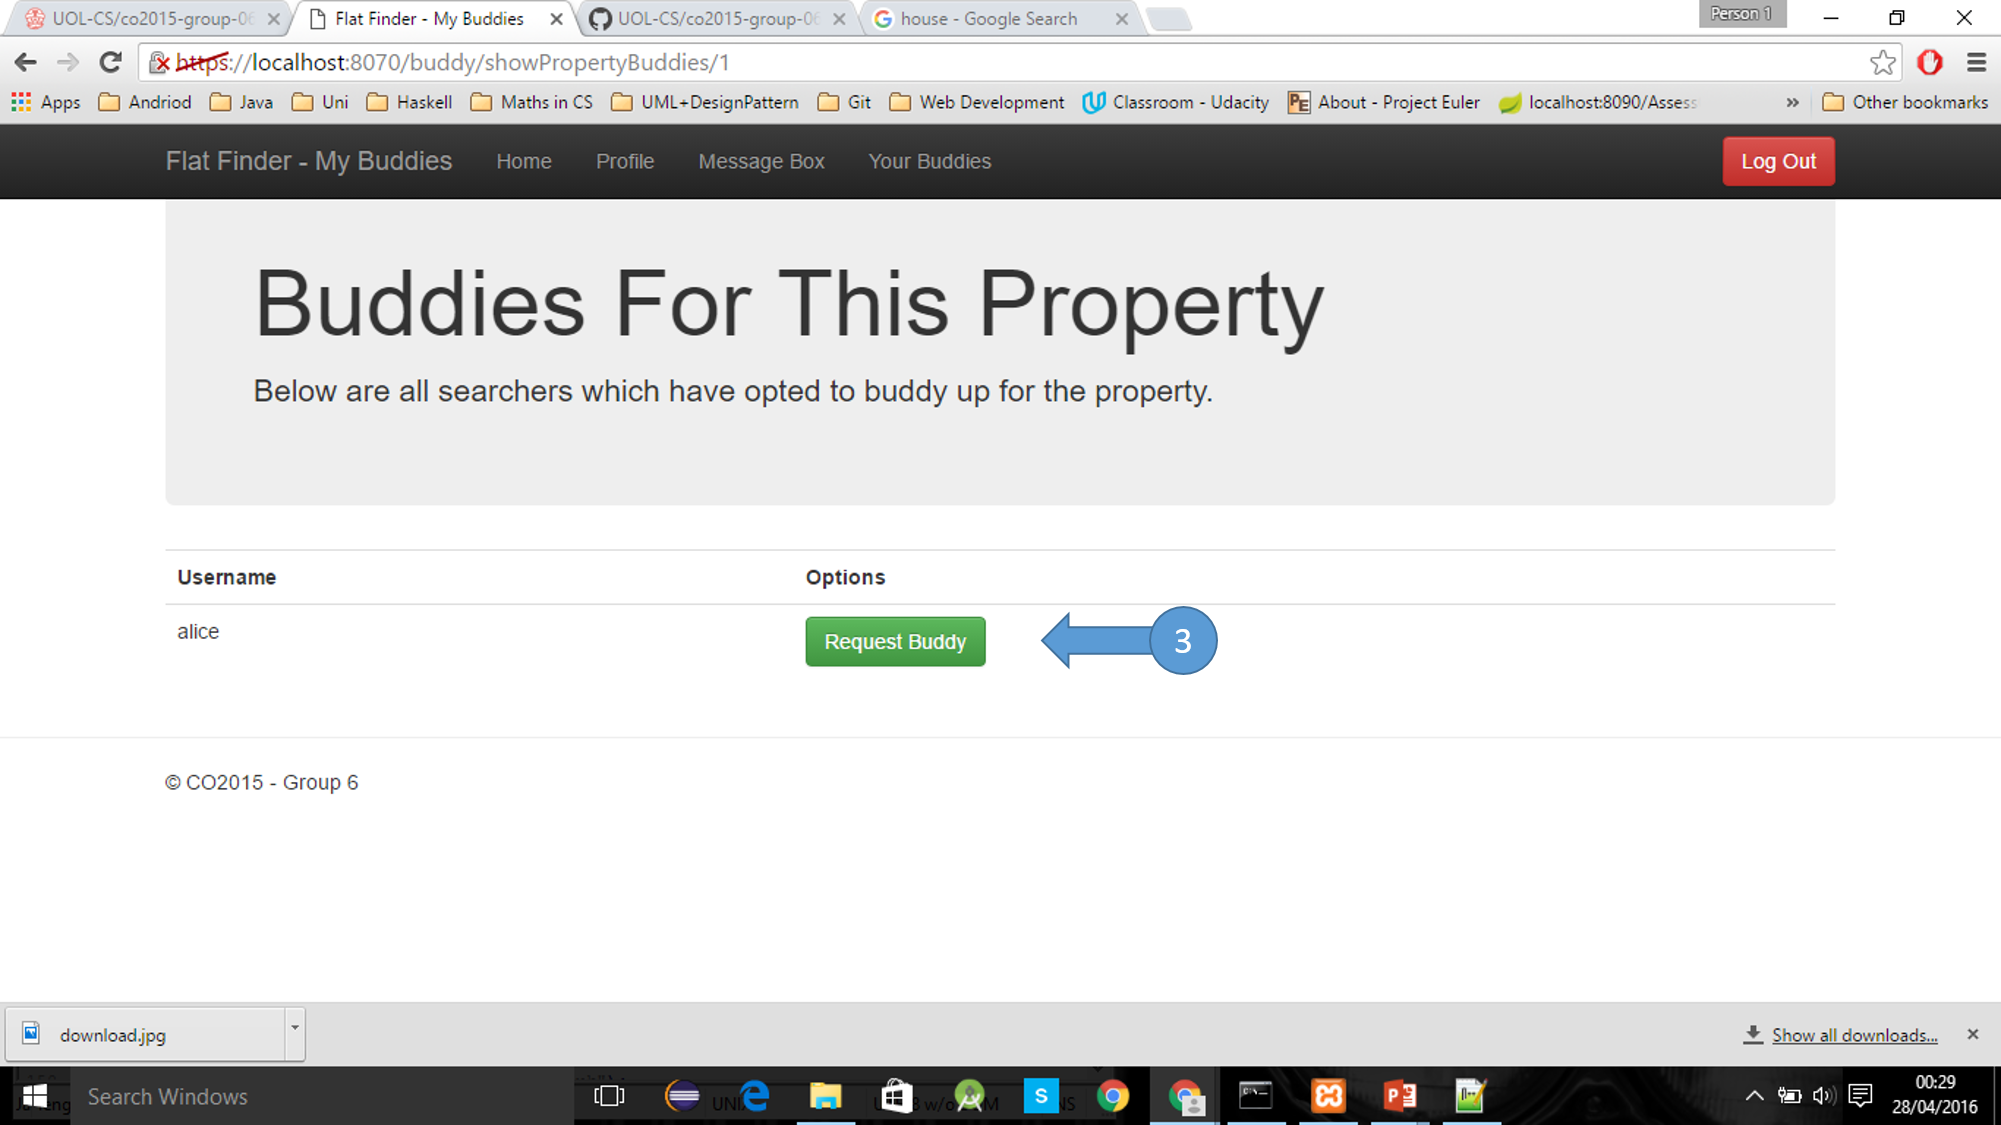 UOL-CS/co2015-group-06
Flat Finder - My Buddies
UOL-CS/co2015-group-06
house - Google Search
Person 1
https://localhost:8070/buddy/showPropertyBuddies/1
Apps
Andriod
Java
Uni
Haskell
Maths in CS
UML+DesignPattern
Git
Web Development
Classroom - Udacity
PE
About - Project Euler
localhost:8090/Assess
»
Other bookmarks
Flat Finder - My Buddies
Home
Profile
Message Box
Your Buddies
Log Out
Buddies For This Property
Below are all searchers which have opted to buddy up for the property.
Username
Options
alice
Request Buddy
3
© CO2015 - Group 6
download.jpg
Show all downloads...
Search Windows
00:29
28/04/2016